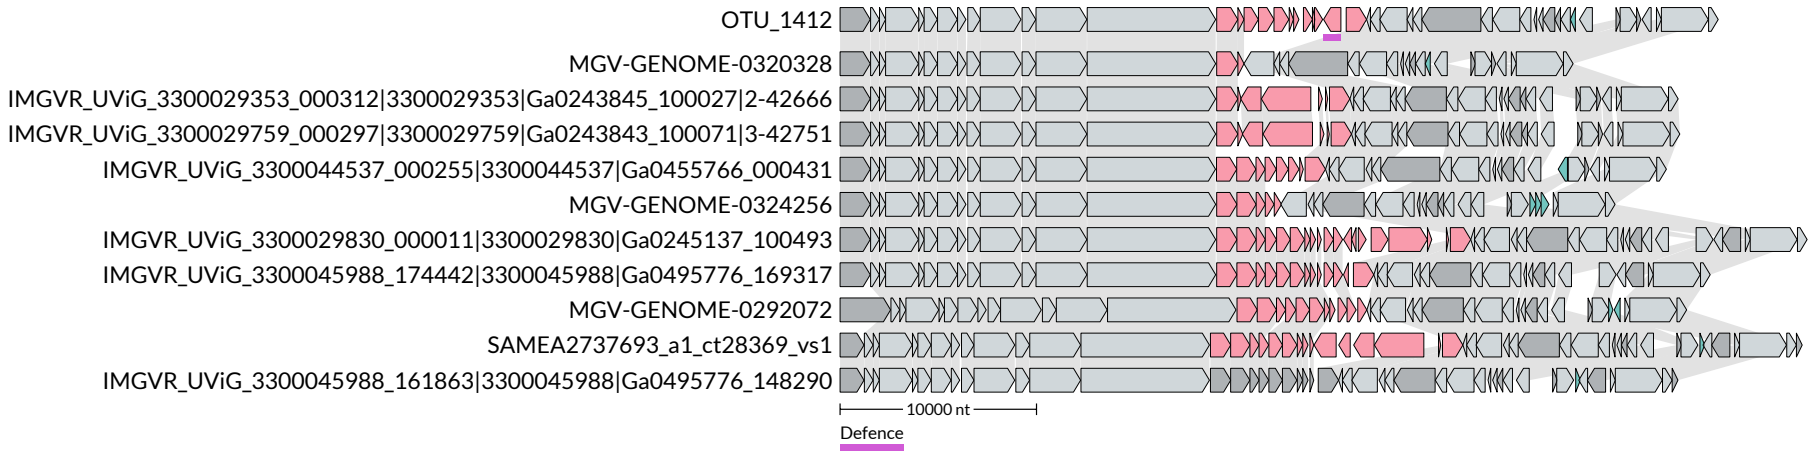 OTU_1412
MGV-GENOME-0320328
IMGVR_UViG_3300029353_000312|3300029353|Ga0243845_100027|2-42666
IMGVR_UViG_3300029759_000297|3300029759|Ga0243843_100071|3-42751
IMGVR_UViG_3300044537_000255|3300044537|Ga0455766_000431
MGV-GENOME-0324256
IMGVR_UViG_3300029830_000011|3300029830|Ga0245137_100493
IMGVR_UViG_3300045988_174442|3300045988|Ga0495776_169317
MGV-GENOME-0292072
SAMEA2737693_a1_ct28369_vs1
IMGVR_UViG_3300045988_161863|3300045988|Ga0495776_148290
10000 nt
Defence